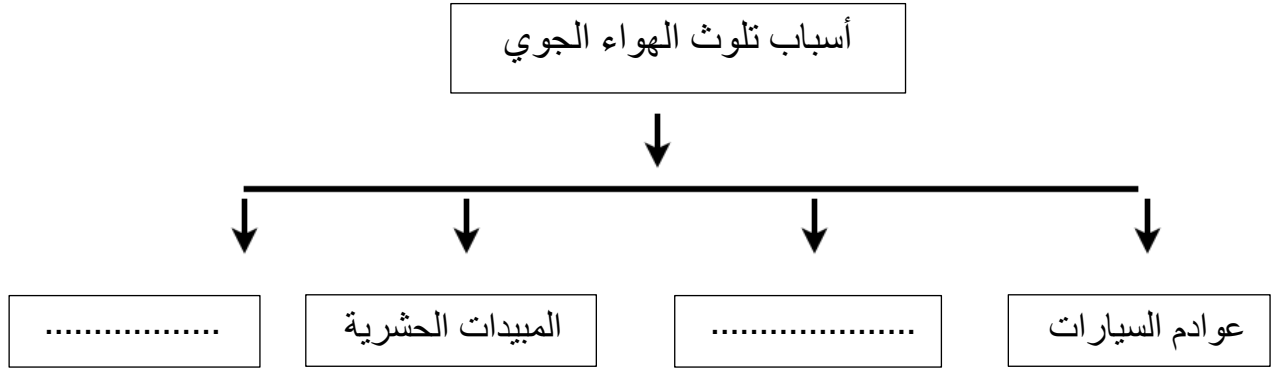 أسباب تلوث الهواء الجوي
عوادم السيارات
.....................
المبيدات الحشرية
..................